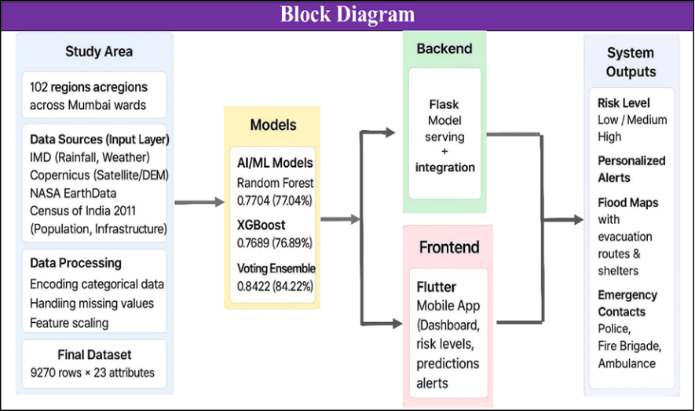 Block Diagram
Study Area
102 regions acregions
across Mumbai wards
Data Sources (Input Layer)
IMD (Rainfall, Weather)
Copernicus (Satellite/DEM)
NASA EarthData
Census of India 2011
(Population, Infrastructure)
Data Processing
Encoding categorical data
Handiing missing values
Feature scaling
Final Dataset
9270 rows × 23 attributes
Models
AI/ML Models
Random Forest
0.7704 (77.04%)
XGBoost
0.7689 (76.89%)
Voting Ensemble
0.8422 (84.22%)
Backend
Flask
Model
serving
+
integration
Frontend
Flutter
Mobile App
(Dashboard,
risk levels,
predictions
alerts
System
Outputs
Risk Level
Low / Medium
High
Personalized
Alerts
Fiood Maps
with
evacuation
routes &
shelters
Emergency
Contacts
Police,
Fire Brigade,
Ambulance